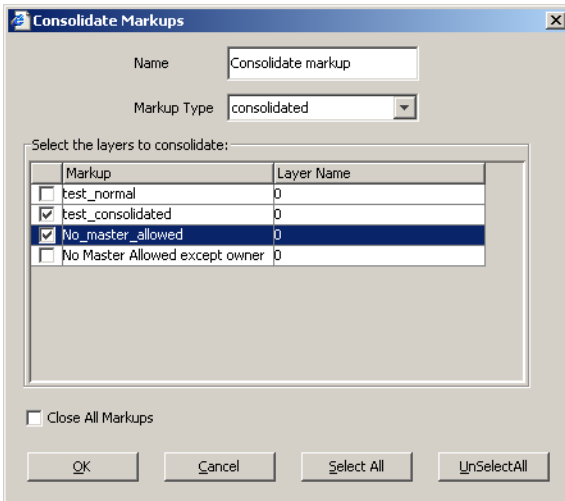 Consolidate Markups
Name Consolidate markup
Markup Type consolidated
Select the layers to consolidate:
Markup Layer Name
test_normal 0
test_consolidated 0
No_master_allowed 0
No Master Allowed except owner 0
Close All Markups
OK Cancel Select All UnSelectAll